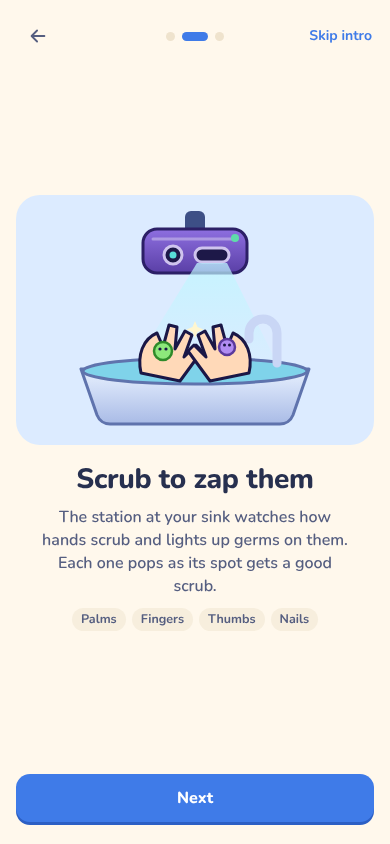 Skip intro
Scrub to zap them
The station at your sink watches how
hands scrub and lights up germs on them.
Each one pops as its spot gets a good
scrub.
Palms Fingers Thumbs Nails
Next